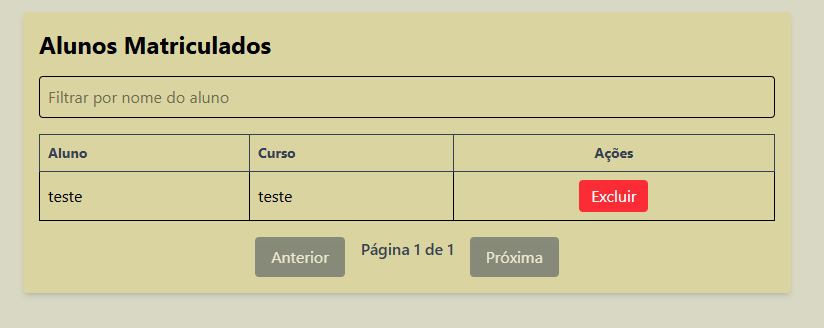 Alunos Matriculados
Filtrar por nome do aluno
Aluno Curso Ações
teste teste Excluir
Anterior Página 1 de 1 Próxima